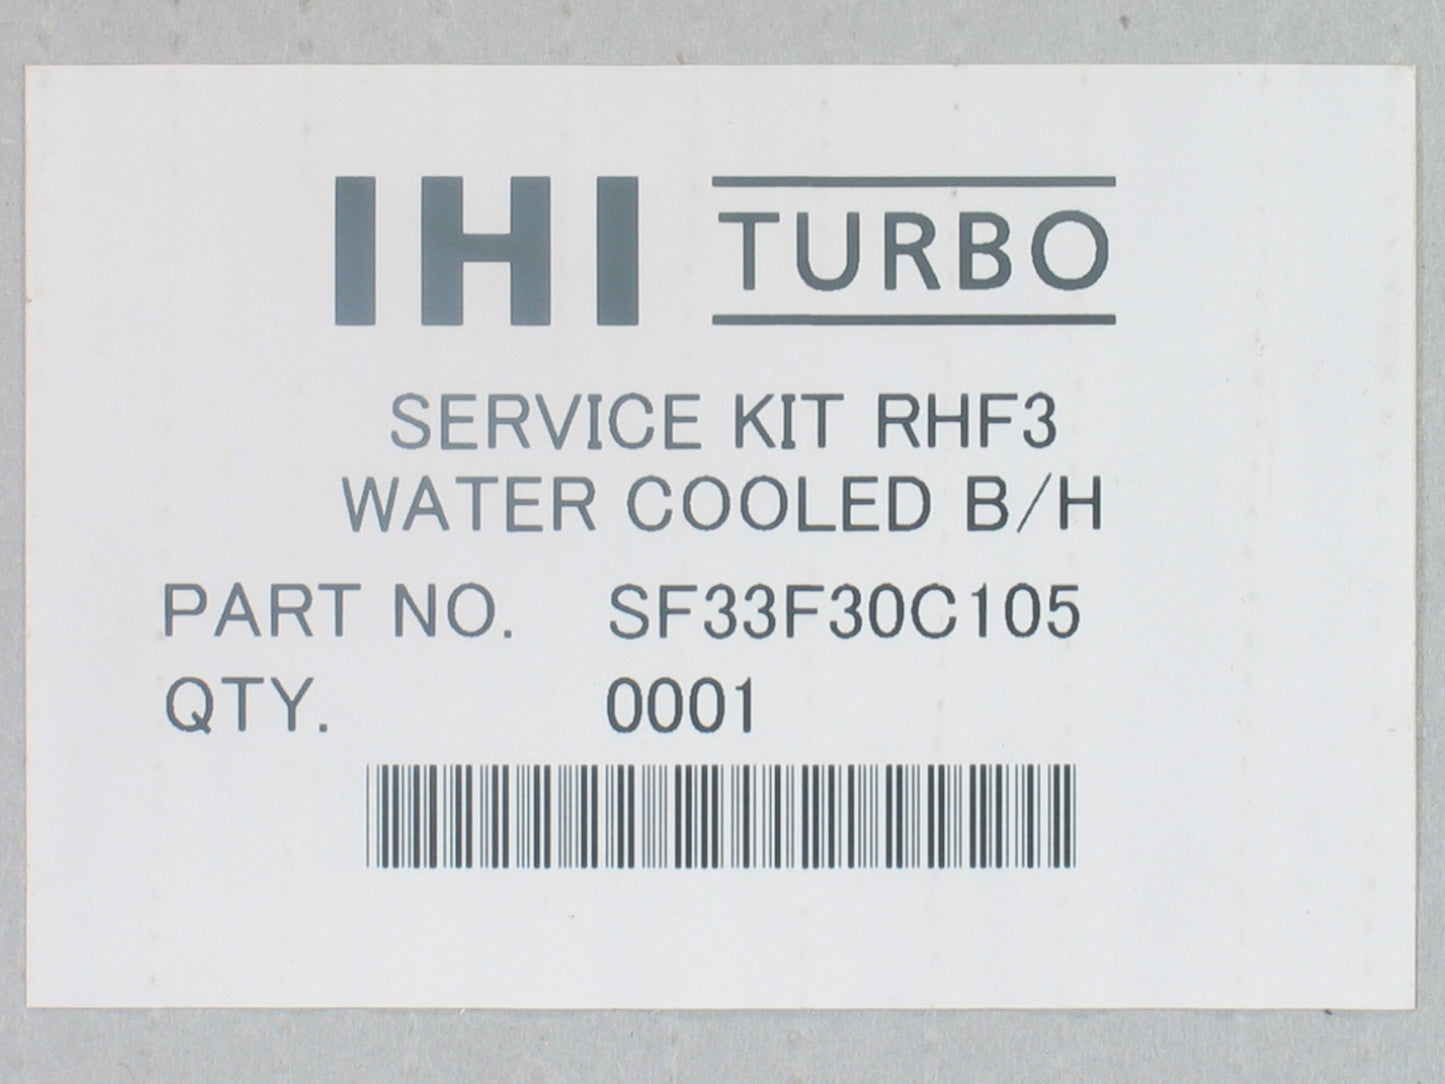 IHI TURBO
SERVICE KIT RHF3
WATER COOLED B/H
PART NO. SF33F30C105
QTY. 0001